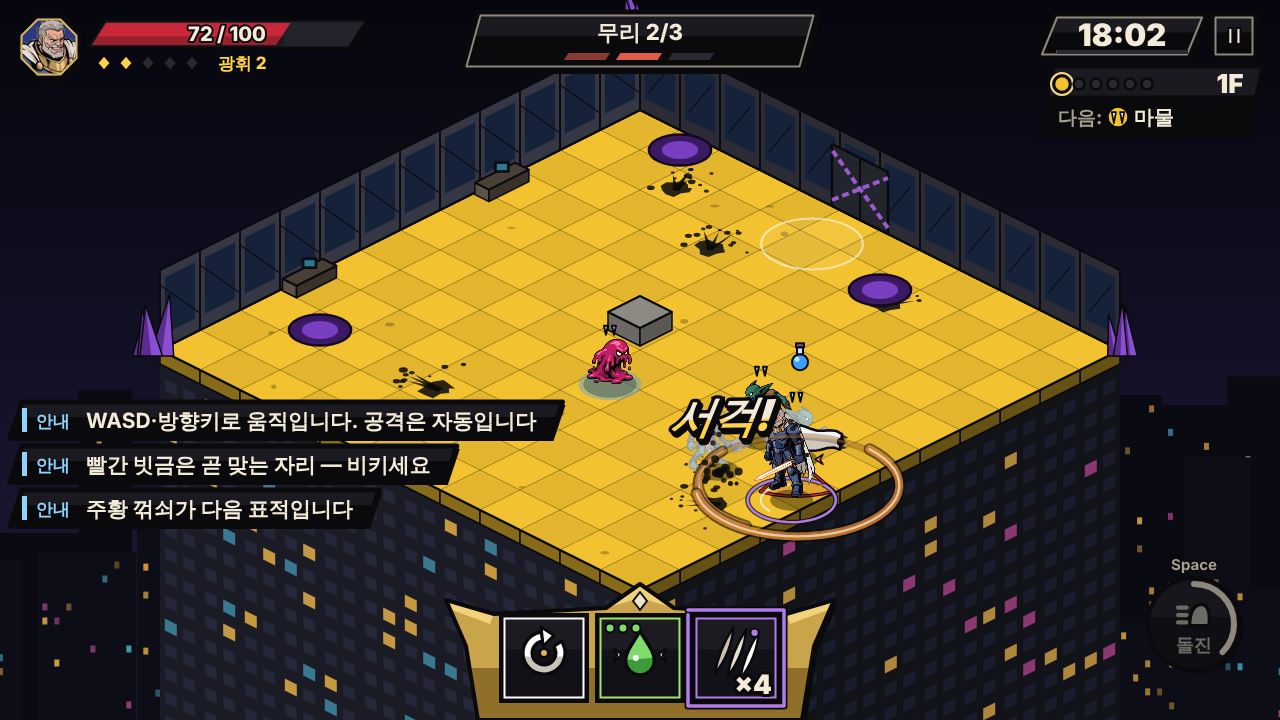 72 / 100
광휘 2
무리 2/3
18:02
1F
다음: 마물
서걱!
안내 WASD·방향키로 움직입니다. 공격은 자동입니다
안내 빨간 빗금은 곧 맞는 자리 — 비키세요
안내 주황 꺾쇠가 다음 표적입니다
Space
돌진
×4